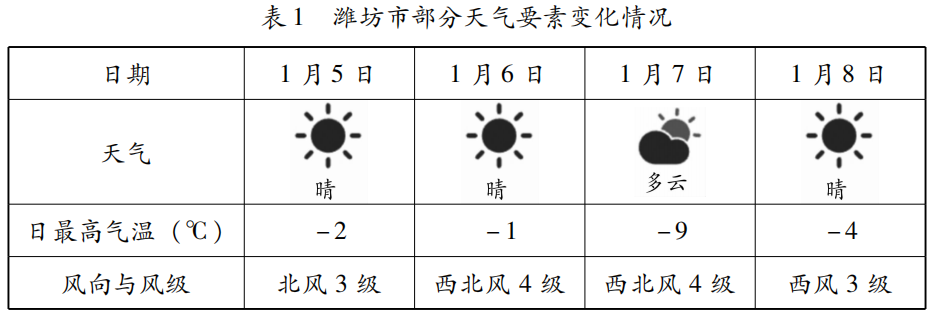 表1 潍坊市部分天气要素变化情况
日期 1月5日 1月6日 1月7日 1月8日
天气 晴 晴 多云 晴
日最高气温（℃） -2 -1 -9 -4
风向与风级 北风3级 西北风4级 西北风4级 西风3级